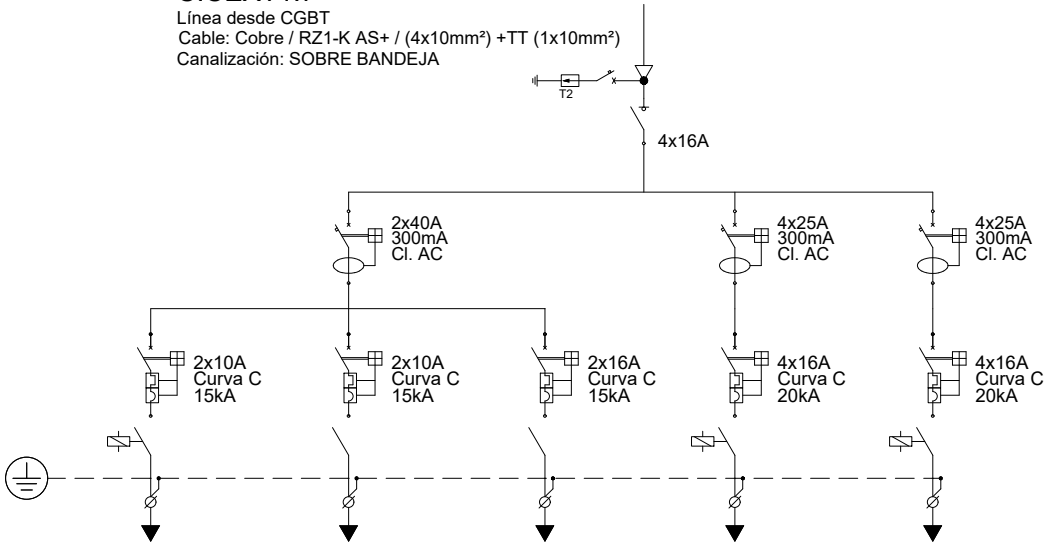 Línea desde CGBT
Cable: Cobre / RZ1-K AS+ / (4x10mm²) +TT (1x10mm²)
Canalización: SOBRE BANDEJA
T2
4x16A
2x40A
300mA
Cl. AC
4x25A
300mA
Cl. AC
4x25A
300mA
Cl. AC
2x10A
Curva C
15kA
2x10A
Curva C
15kA
2x16A
Curva C
15kA
4x16A
Curva C
20kA
4x16A
Curva C
20kA